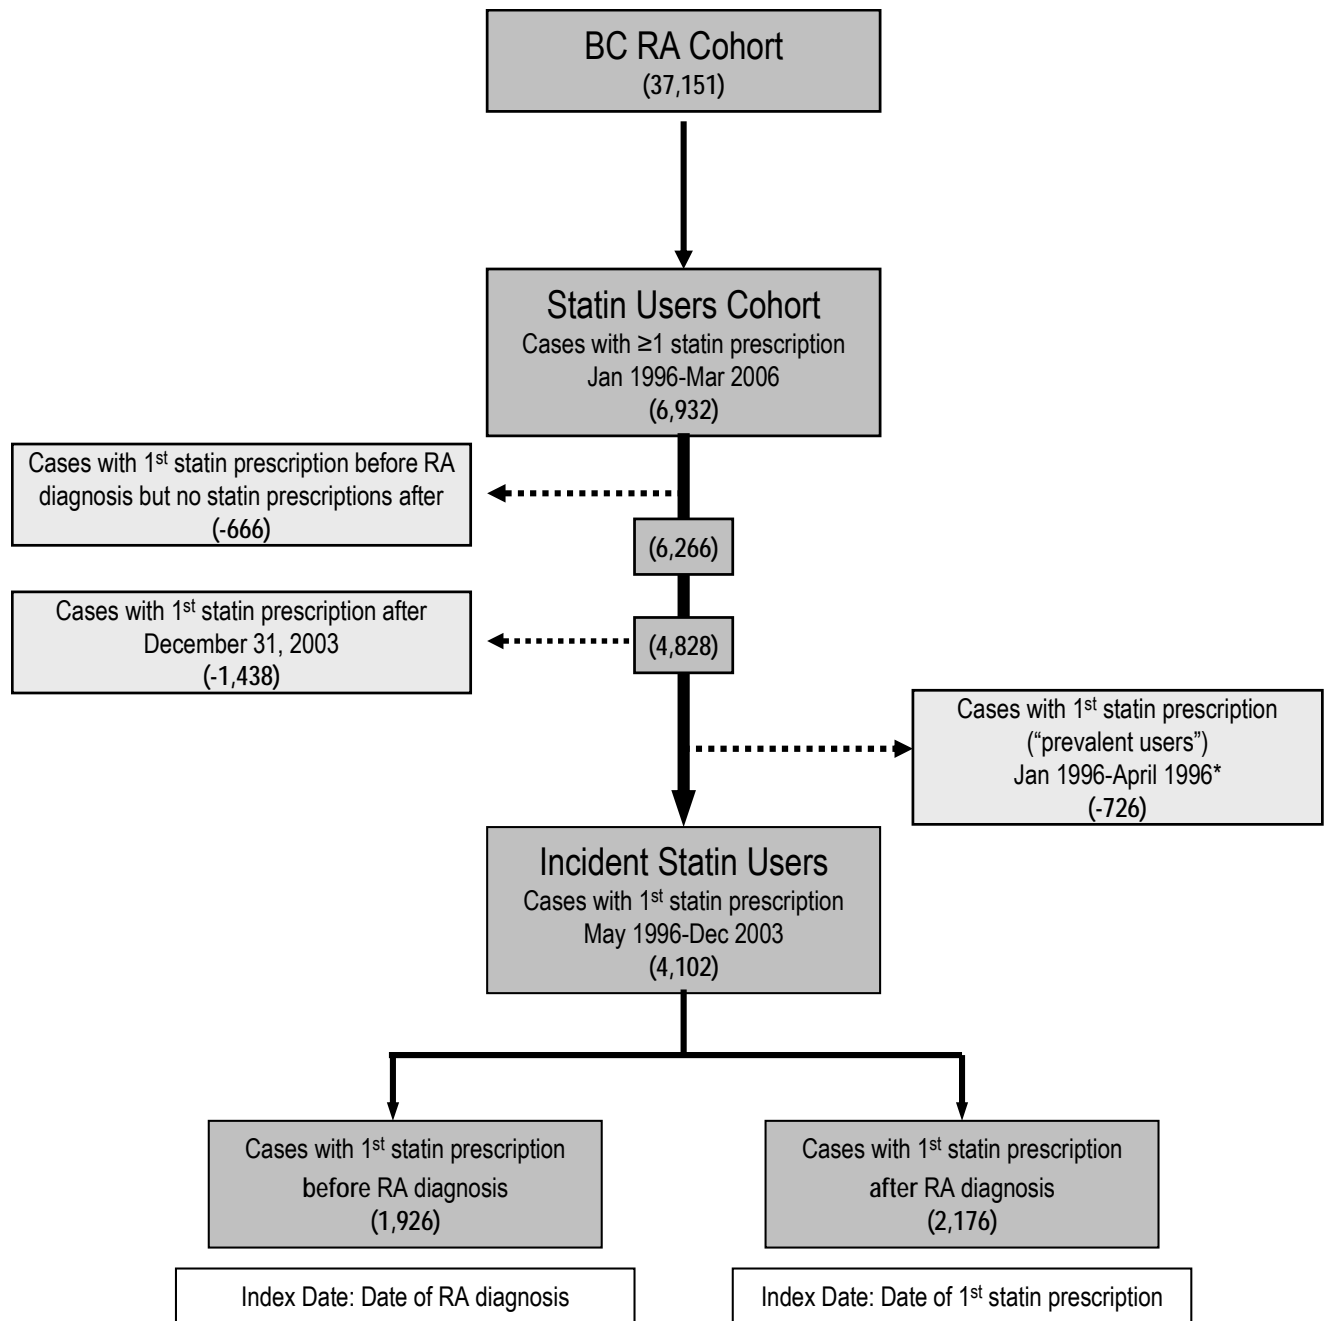 BC RA Cohort
(37,151)
Statin Users Cohort
Cases with ≥1 statin prescription
Jan 1996-Mar 2006
(6,932)
Cases with 1st statin prescription before RA
diagnosis but no statin prescriptions after
(-666)
(6,266)
Cases with 1st statin prescription after
December 31, 2003
(-1,438)
(4,828)
Cases with 1st statin prescription
(“prevalent users”)
Jan 1996-April 1996*
(-726)
Incident Statin Users
Cases with 1st statin prescription
May 1996-Dec 2003
(4,102)
Cases with 1st statin prescription
before RA diagnosis
(1,926)
Cases with 1st statin prescription
after RA diagnosis
(2,176)
Index Date: Date of RA diagnosis
Index Date: Date of 1st statin prescription